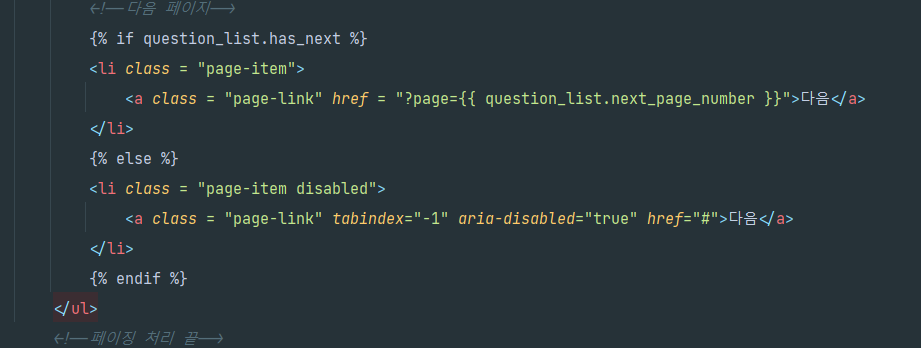 <!--다음 페이지-->
{% if question_list.has_next %}
<li class = "page-item">
<a class = "page-link" href = "?page={{ question_list.next_page_number }}">다음</a>
</li>
{% else %}
<li class = "page-item disabled">
<a class = "page-link" tabindex="-1" aria-disabled="true" href="#">다음</a>
</li>
{% endif %}
</ul>
<!--페이징 처리 끝-->